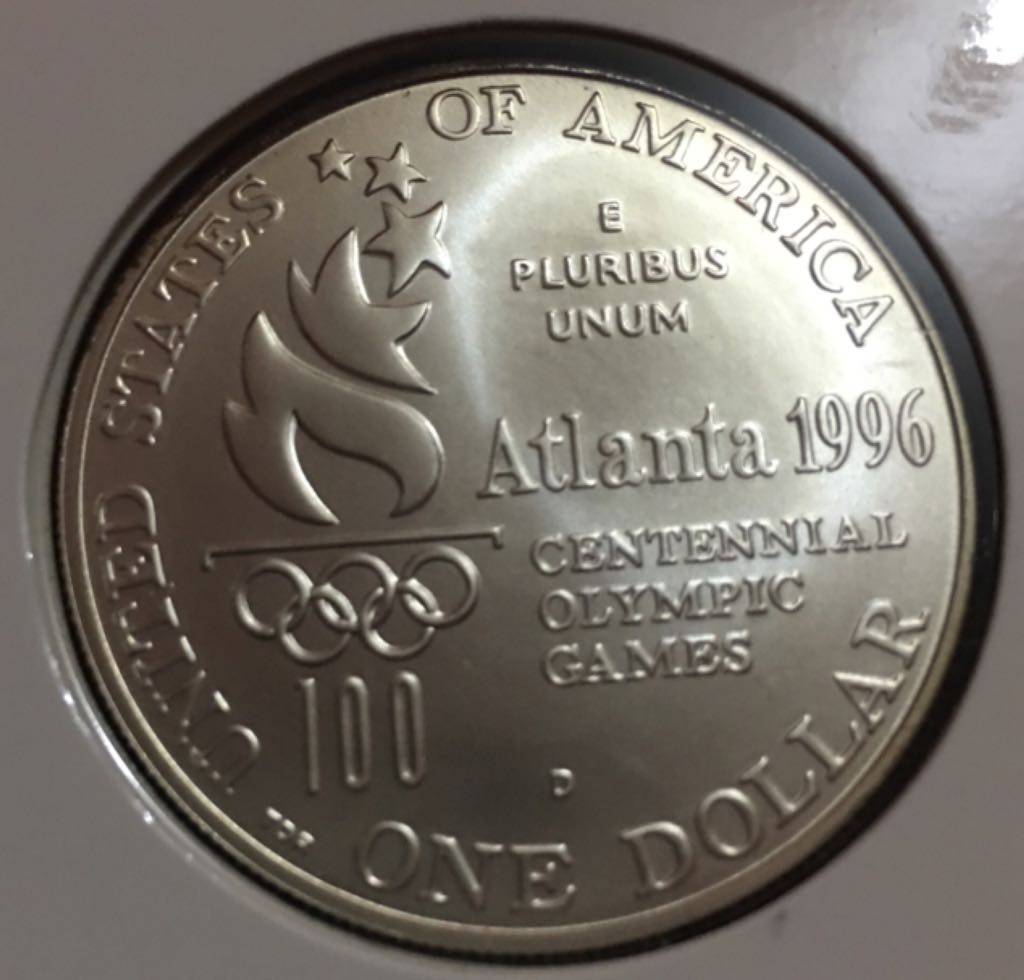 UNITED STATES OF AMERICA
E
PLURIBUS
UNUM
Atlanta 1996
CENTENNIAL
OLYMPIC
GAMES
100
D
ONE DOLLAR